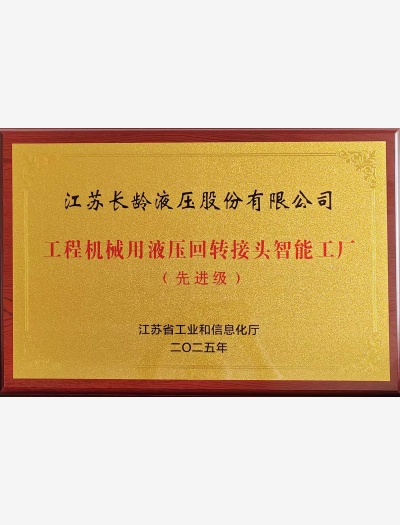 江苏长龄液压股份有限公司
工程机械用液压回转接头智能工厂
（先进级）
江苏省工业和信息化厅
二〇二五年